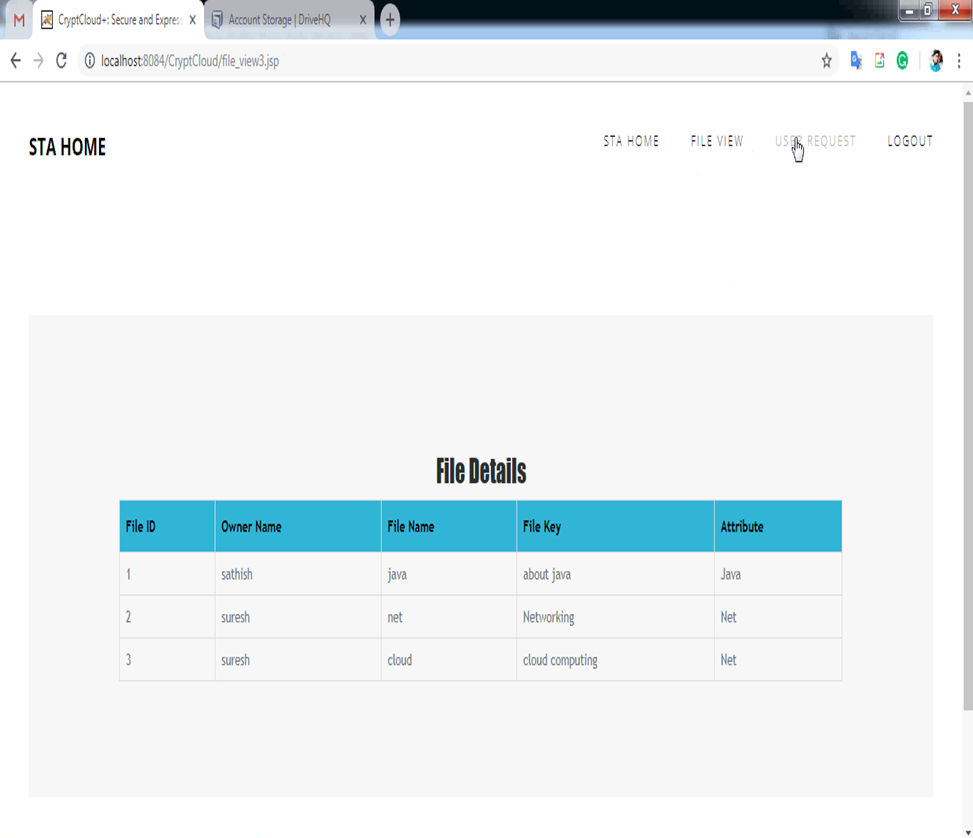 M CryptCloud+: Secure and Express Account Storage | DriveHQ
localhost:8084/CryptCloud/file_view3.jsp
STA HOME
STA HOME FILE VIEW USER REQUEST LOGOUT
File Details
File ID Owner Name File Name File Key Attribute
1 sathish java about java Java
2 suresh net Networking Net
3 suresh cloud cloud computing Net